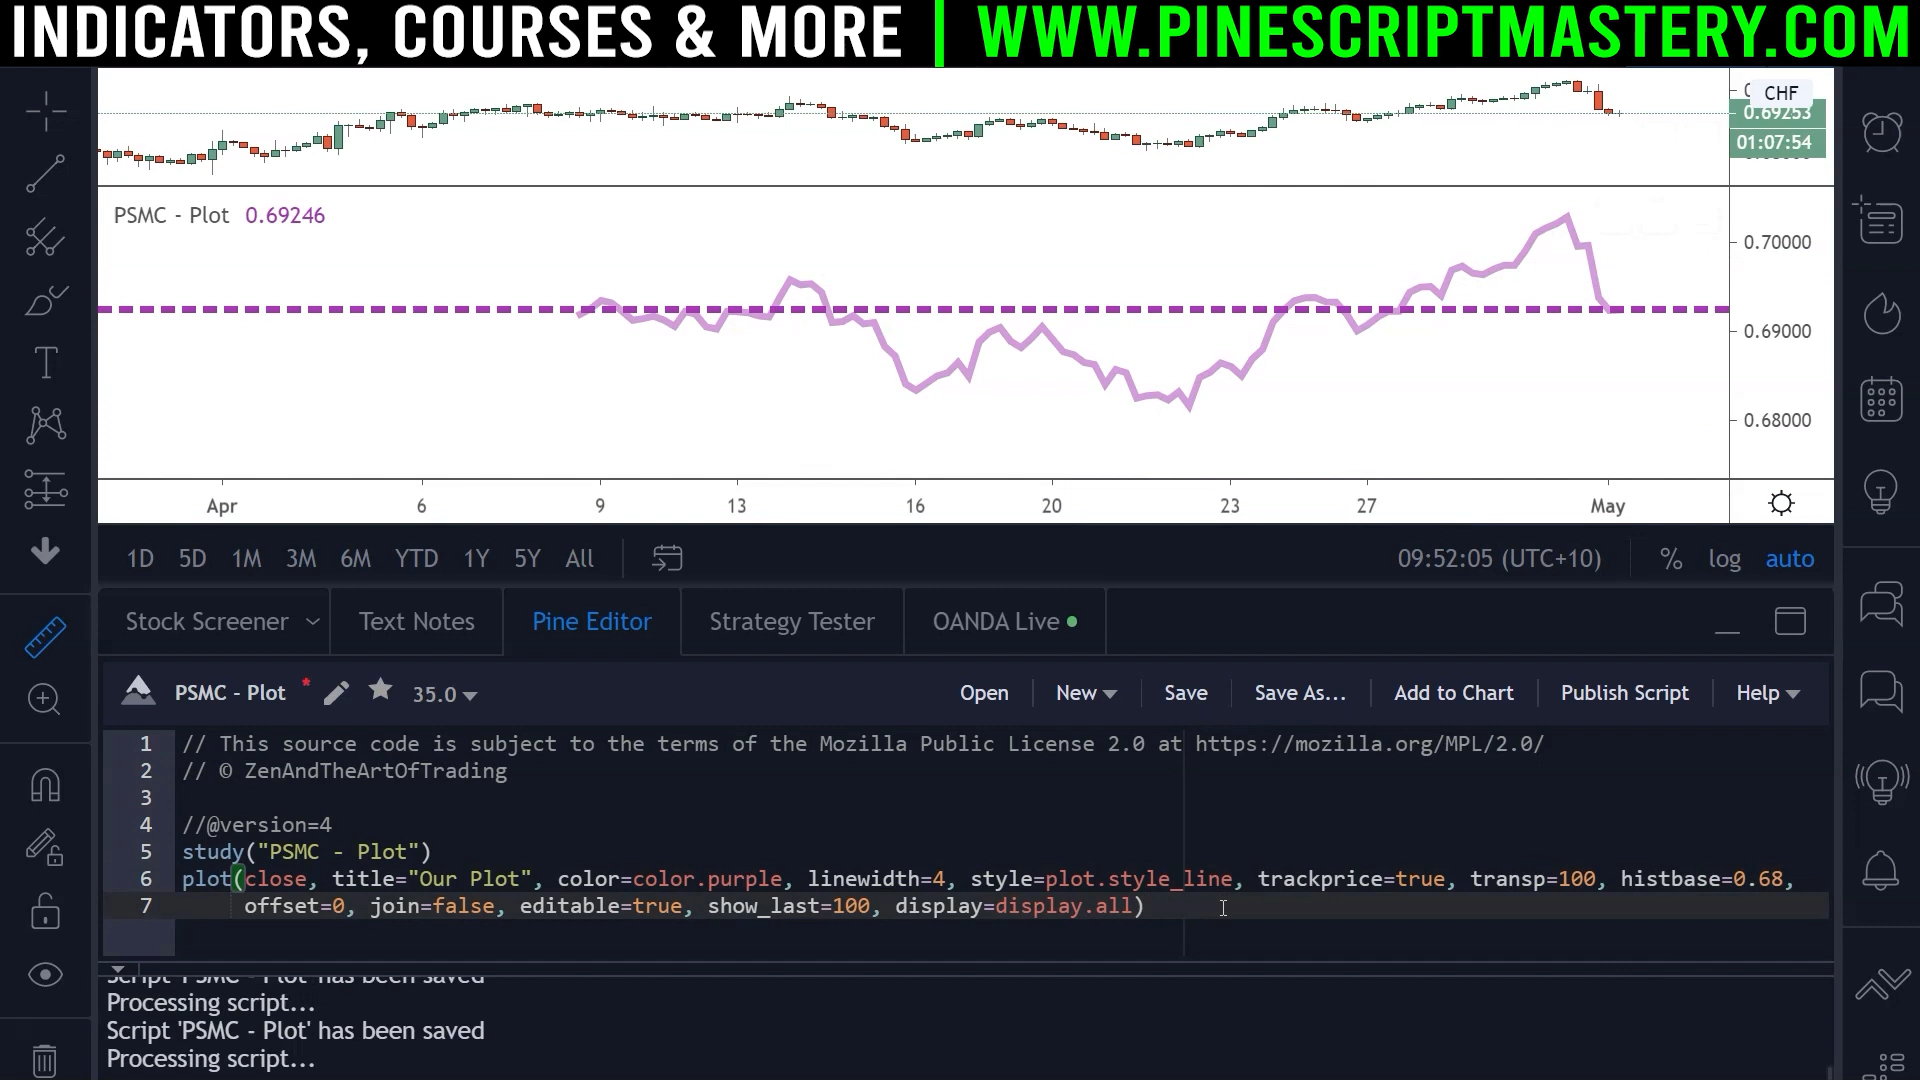 INDICATORS, COURSES & MORE | WWW.PINESCRIPTMASTERY.COM
CHF
0.69253
01:07:54
PSMC - Plot 0.69246
0.70000
0.69000
0.68000
Apr 6 9 13 16 20 23 27 May
1D 5D 1M 3M 6M YTD 1Y 5Y All 09:52:05 (UTC+10) % log auto
Stock Screener Text Notes Pine Editor Strategy Tester OANDA Live
PSMC - Plot * 35.0 Open New Save Save As... Add to Chart Publish Script Help
1 // This source code is subject to the terms of the Mozilla Public License 2.0 at https://mozilla.org/MPL/2.0/
2 // © ZenAndTheArtOfTrading
3
4 //@version=4
5 study("PSMC - Plot")
6 plot(close, title="Our Plot", color=color.purple, linewidth=4, style=plot.style_line, trackprice=true, transp=100, histbase=0.68,
7 offset=0, join=false, editable=true, show_last=100, display=display.all)
Script 'PSMC - Plot' has been saved
Processing script...
Script 'PSMC - Plot' has been saved
Processing script...